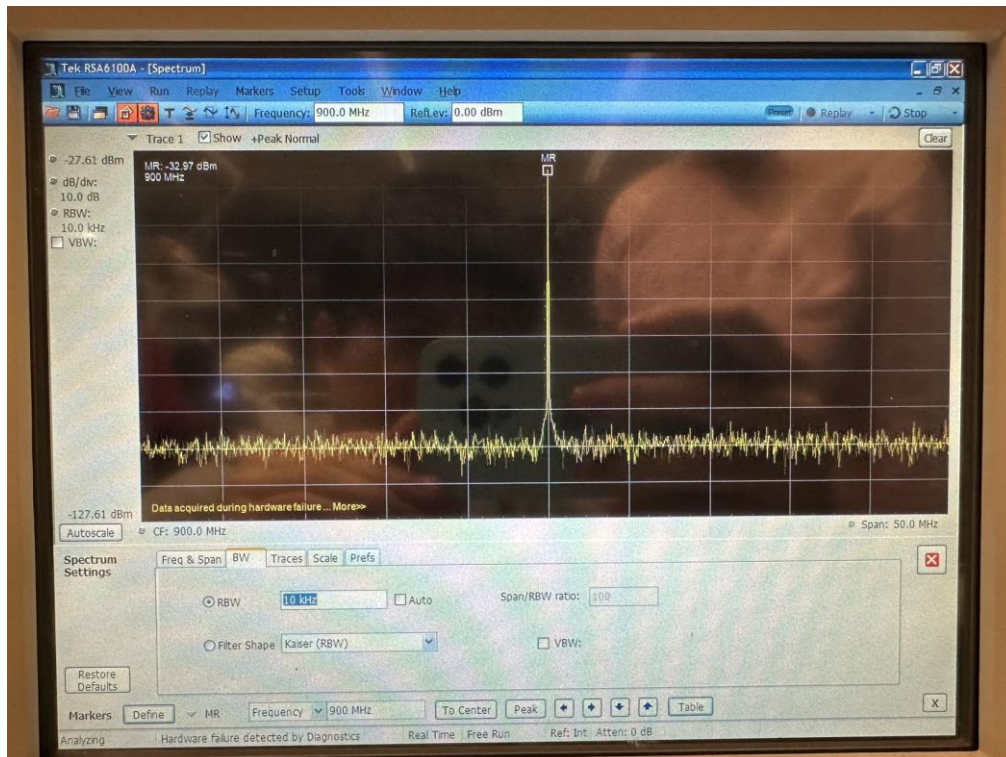 Tek RSA6100A - [Spectrum]
File View Run Replay Markers Setup Tools Window Help
Frequency: 900.0 MHz RefLev: 0.00 dBm Preset Replay Stop
Trace 1 Show +Peak Normal Clear
-27.61 dBm
dB/div:
10.0 dB
RBW:
10.0 kHz
VBW:
MR: -32.97 dBm
900 MHz
MR
Data acquired during hardware failure ... More>>
-127.61 dBm
Autoscale CF: 900.0 MHz Span: 50.0 MHz
Spectrum
Settings
Freq & Span BW Traces Scale Prefs
RBW 10 kHz Auto Span/RBW ratio: 100
Filter Shape Kaiser (RBW) VBW:
Restore
Defaults
Markers Define MR Frequency 900 MHz To Center Peak Table X
Analyzing Hardware failure detected by Diagnostics Real Time Free Run Ref: Int Atten: 0 dB